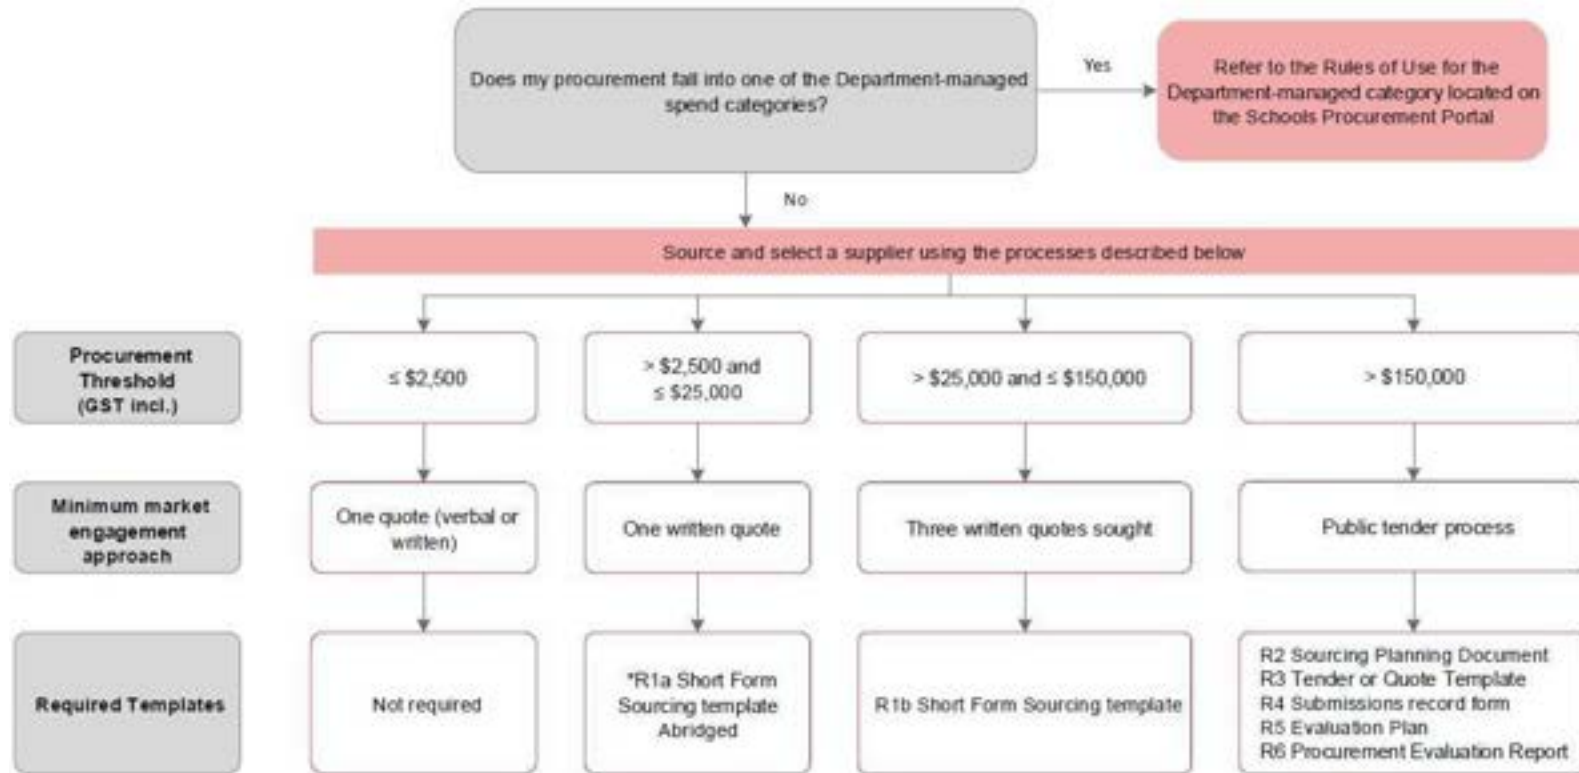 Does my procurement fall into one of the Department-managed
spend categories?
Yes
Refer to the Rules of Use for the
Department-managed category located on
the Schools Procurement Portal
No
Source and select a supplier using the processes described below
Procurement
Threshold
(GST incl.)
≤ $2,500
> $2,500 and
≤ $25,000
> $25,000 and ≤ $150,000
> $150,000
Minimum market
engagement
approach
One quote (verbal or
written)
One written quote
Three written quotes sought
Public tender process
Required Templates
Not required
*R1a Short Form
Sourcing template
Abridged
R1b Short Form Sourcing template
R2 Sourcing Planning Document
R3 Tender or Quote Template
R4 Submissions record form
R5 Evaluation Plan
R6 Procurement Evaluation Report